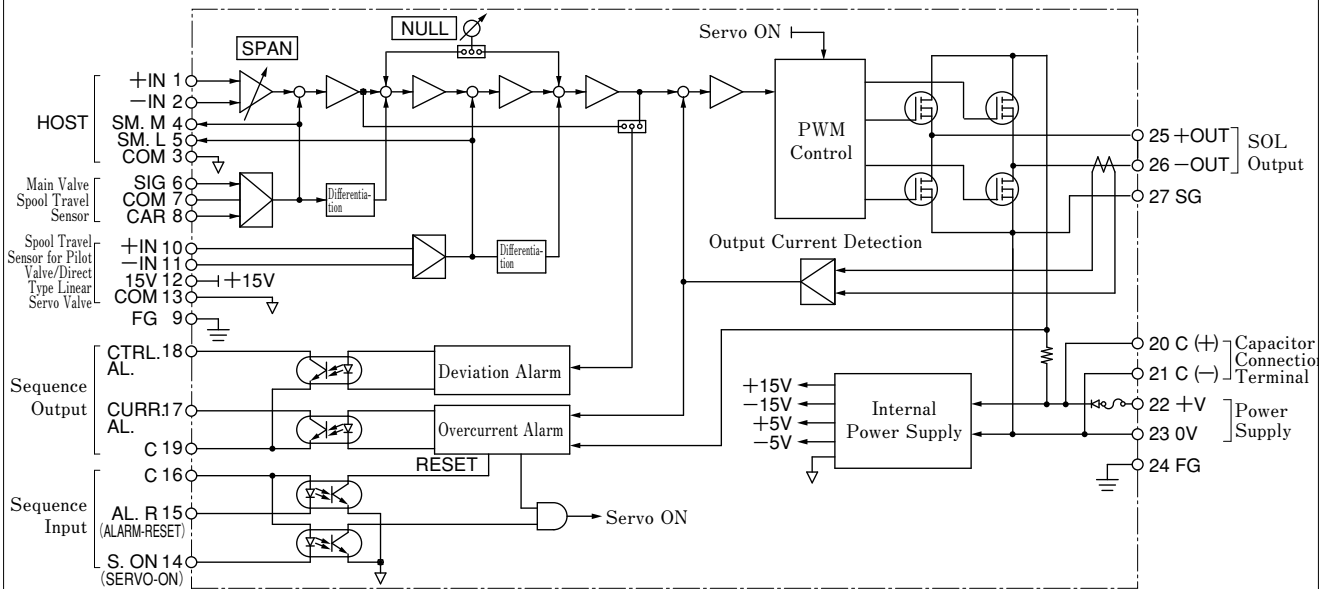 NULL
SPAN
Servo ON
HOST
+IN 1
−IN 2
SM. M 4
SM. L 5
COM 3
Main Valve
Spool Travel
Sensor
SIG 6
COM 7
CAR 8
Differentia-
tion
Spool Travel
Sensor for Pilot
Valve/Direct
Type Linear
Servo Valve
+IN 10
−IN 11
15V 12
+15V
COM 13
FG 9
Differentia-
tion
PWM
Control
25 +OUT
26 −OUT
SOL
Output
27 SG
Output Current Detection
Sequence
Output
CTRL. 18
AL.
CURR. 17
AL.
C 19
Deviation Alarm
Overcurrent Alarm
RESET
+15V
−15V
+5V
−5V
Internal
Power Supply
20 C (+)
21 C (−)
Capacitor
Connection
Terminal
22 +V
23 0V
Power
Supply
24 FG
Sequence
Input
C 16
AL. R 15
(ALARM-RESET)
S. ON 14
(SERVO-ON)
Servo ON